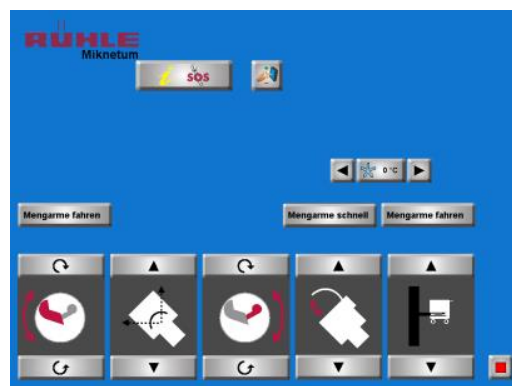 RÜHLE
Miknetum
i SOS
0 °C
Mengarme fahren
Mengarme schnell
Mengarme fahren